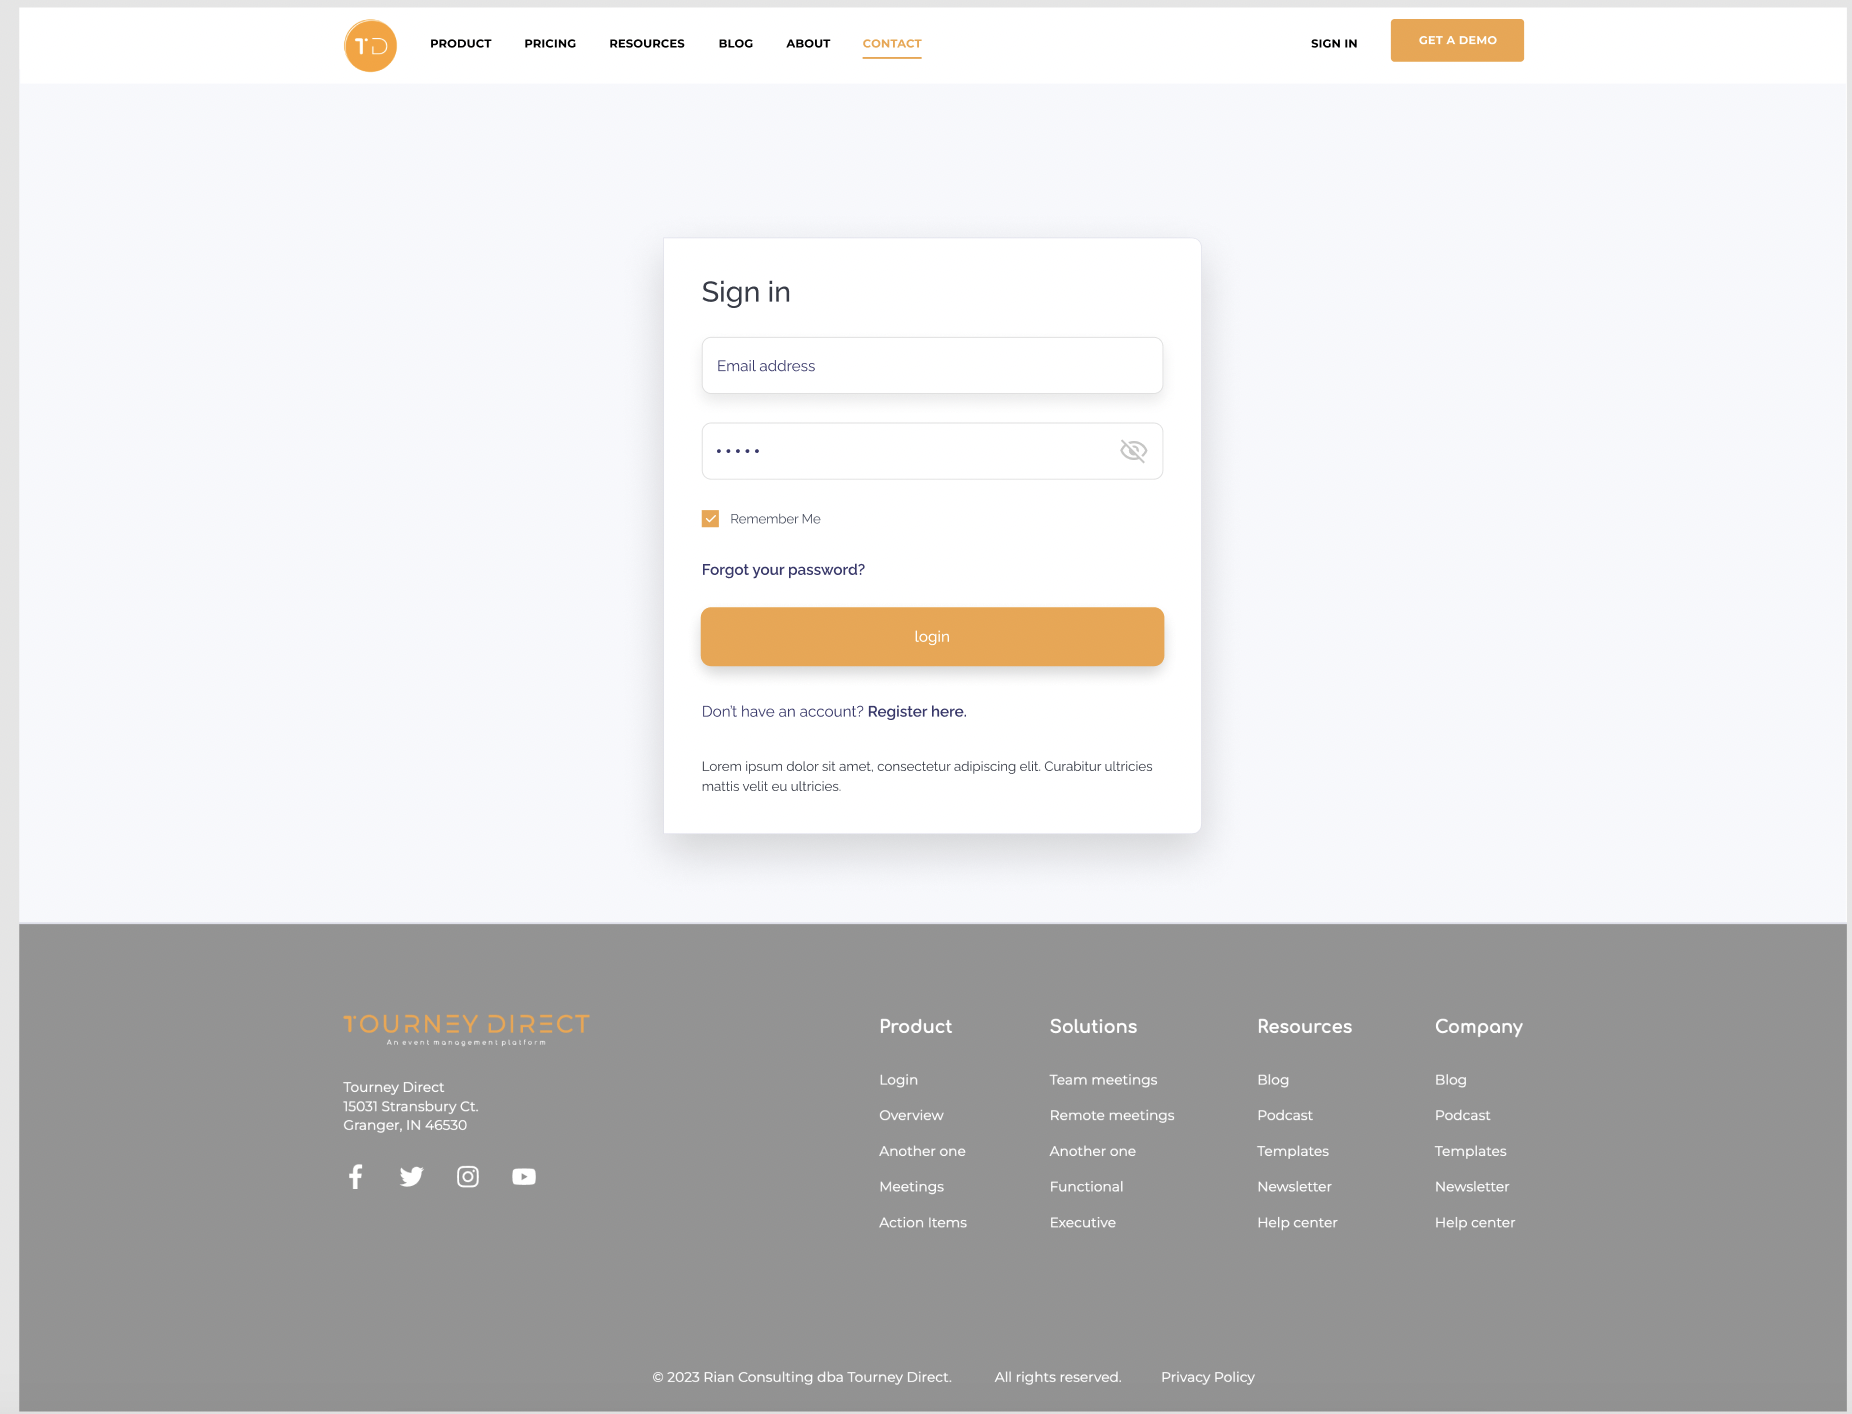 TD
PRODUCT
PRICING
RESOURCES
BLOG
ABOUT
CONTACT
SIGN IN
GET A DEMO
Sign in
Email address
•••••
Remember Me
Forgot your password?
login
Don't have an account? Register here.
Lorem ipsum dolor sit amet, consectetur adipiscing elit. Curabitur ultricies
mattis velit eu ultricies.
TOURNEY DIRECT
An event management platform
Tourney Direct
15031 Stransbury Ct.
Granger, IN 46530
Product
Login
Overview
Another one
Meetings
Action Items
Solutions
Team meetings
Remote meetings
Another one
Functional
Executive
Resources
Blog
Podcast
Templates
Newsletter
Help center
Company
Blog
Podcast
Templates
Newsletter
Help center
© 2023 Rian Consulting dba Tourney Direct.
All rights reserved.
Privacy Policy